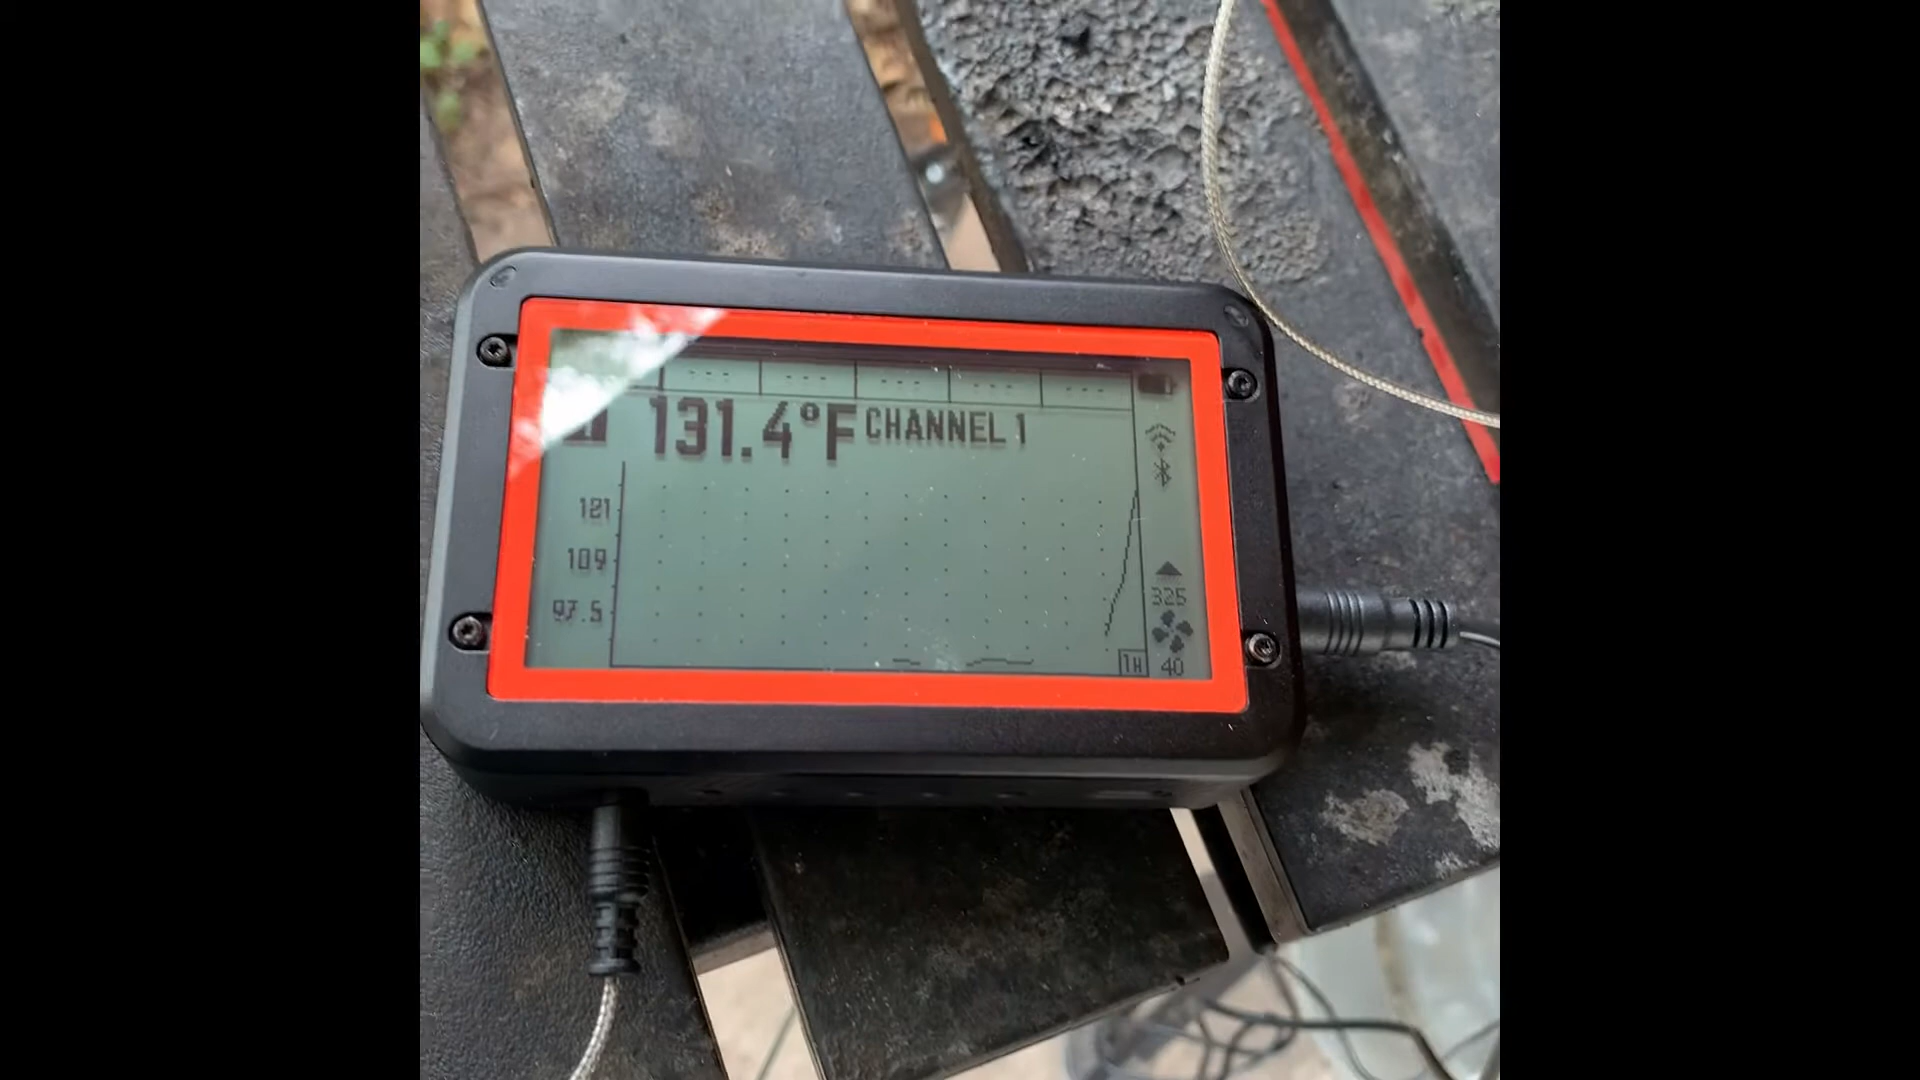 --- --- --- --- ---
131.4°F CHANNEL 1
121
109
97.5
325
1H 40